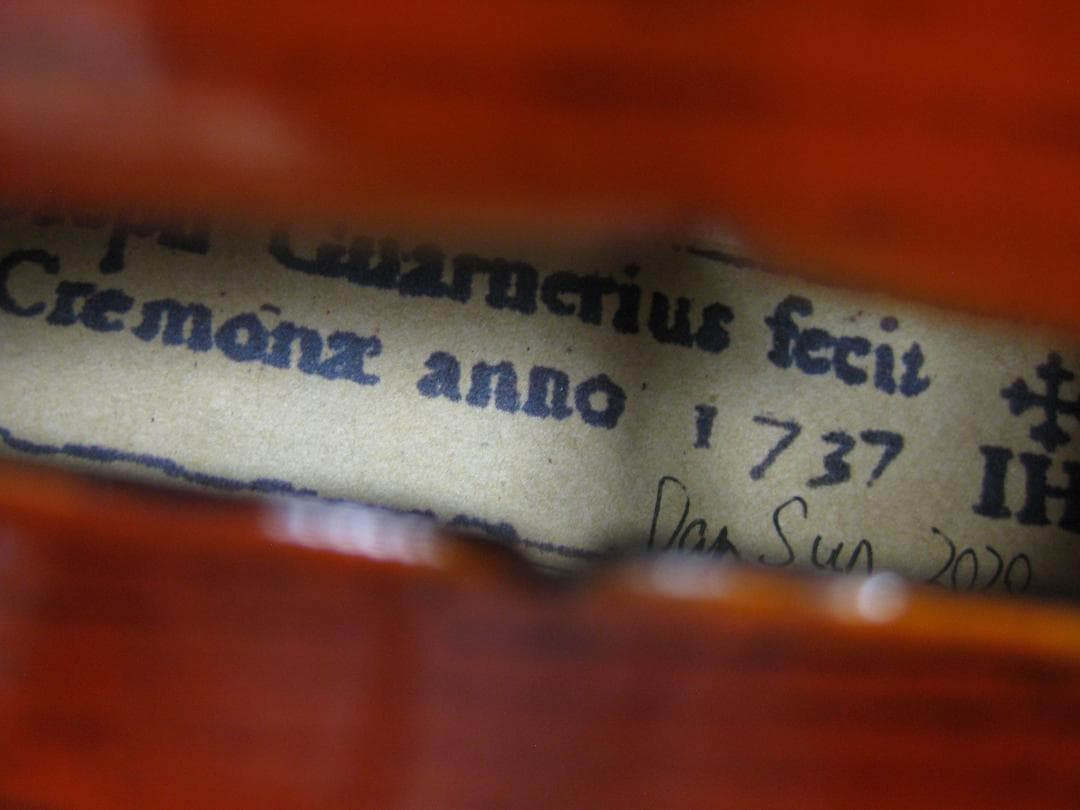 Guarnerius fecit
Cremonæ anno 1737 IH
Dan Sun 2020